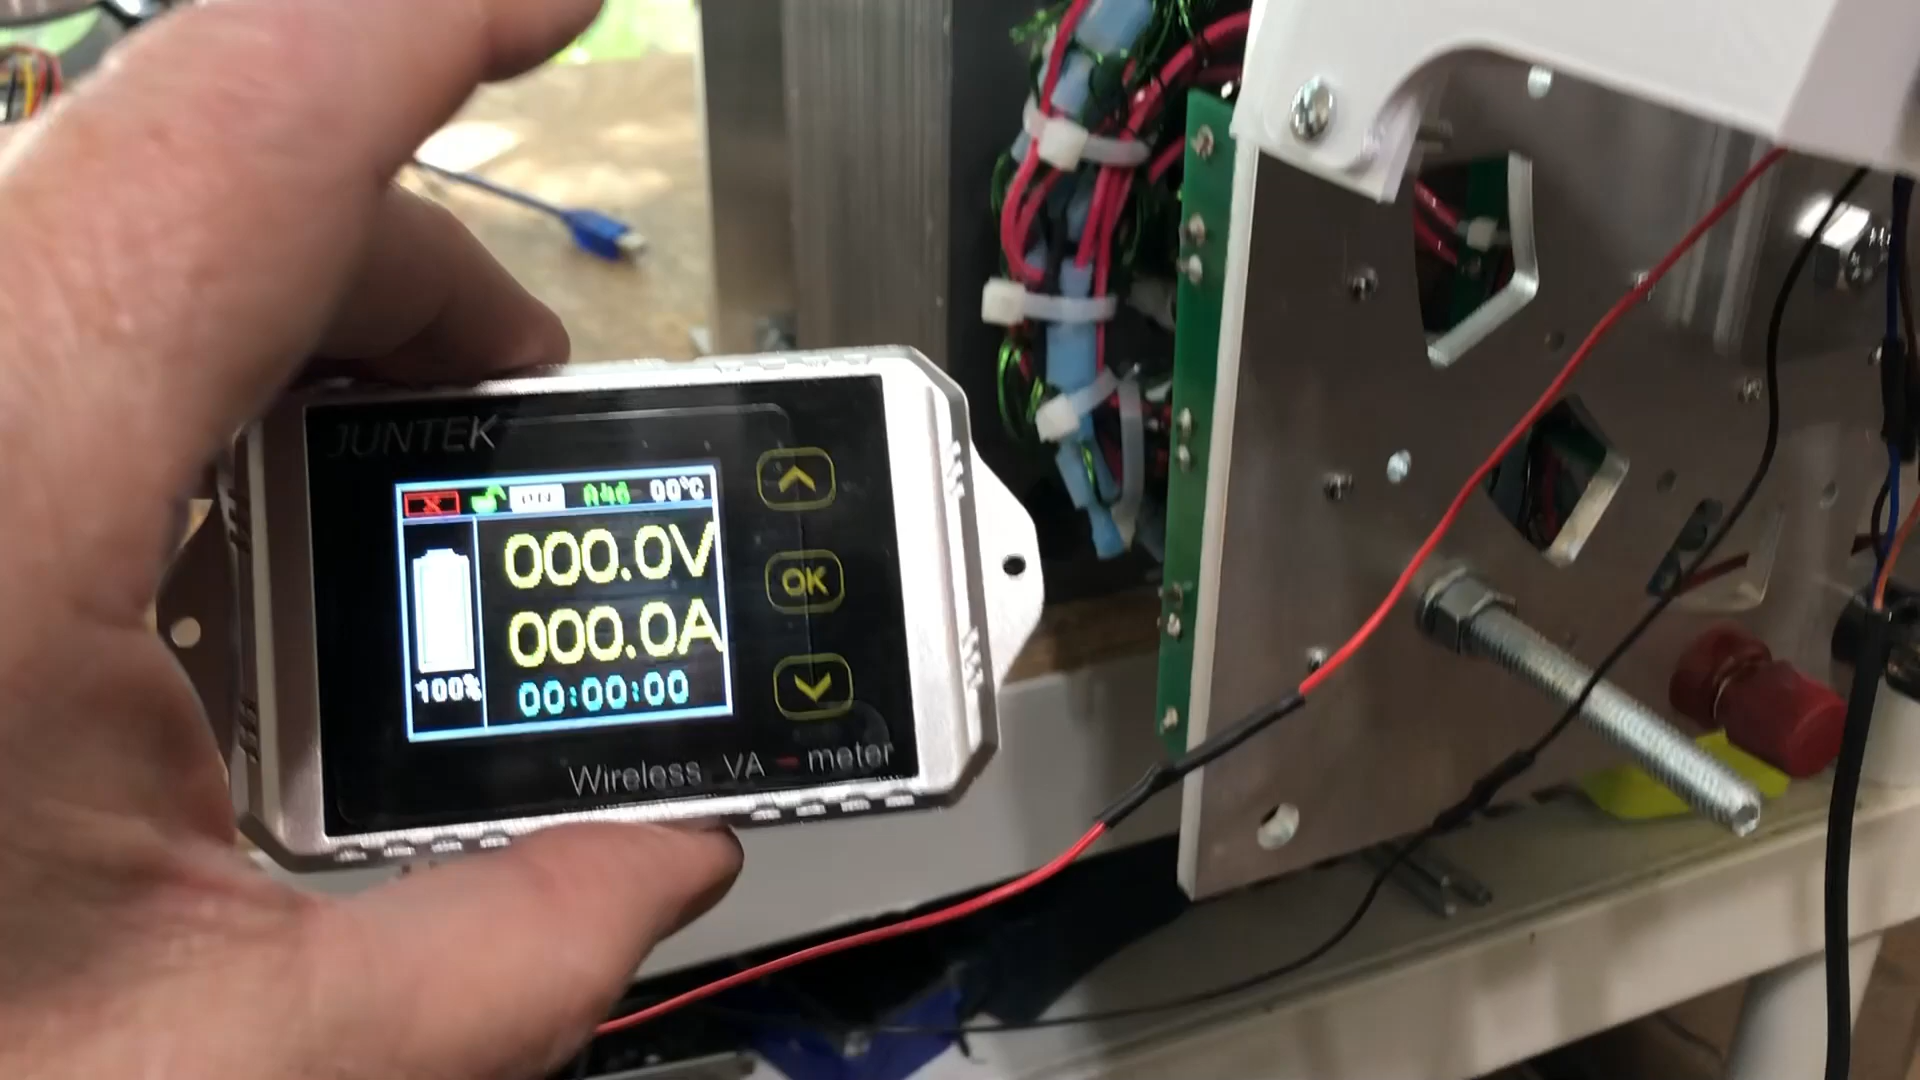 JUNTEK
00°C
000.0V
000.0A
100%
00:00:00
OK
Wireless VA - meter